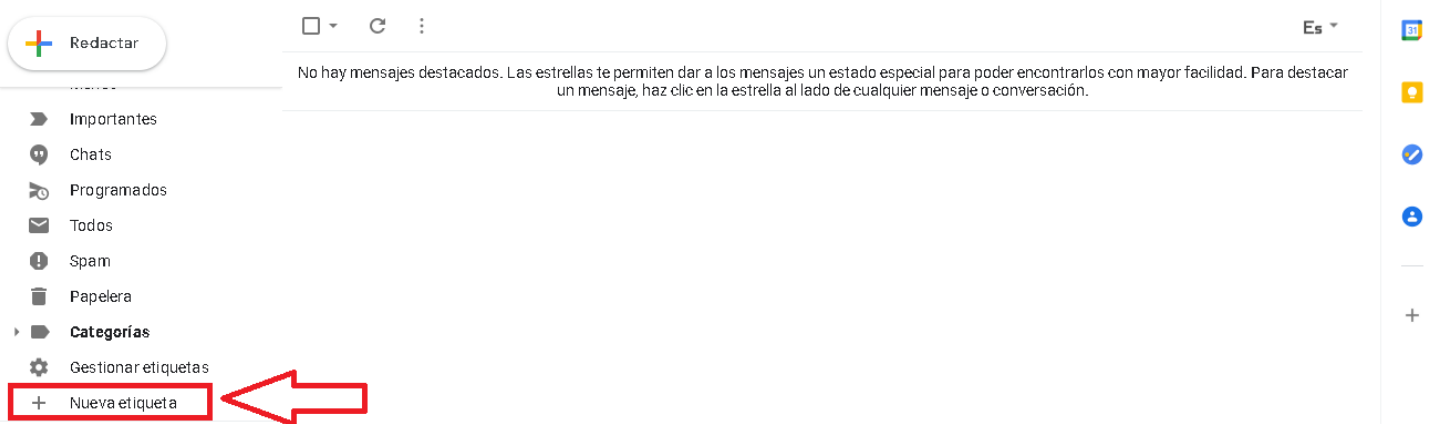 Redactar
Es
No hay mensajes destacados. Las estrellas te permiten dar a los mensajes un estado especial para poder encontrarlos con mayor facilidad. Para destacar
un mensaje, haz clic en la estrella al lado de cualquier mensaje o conversación.
Importantes
Chats
Programados
Todos
Spam
Papelera
Categorías
Gestionar etiquetas
Nueva etiqueta
31